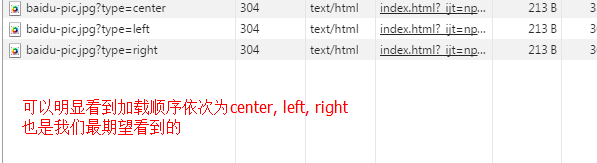 baidu-pic.jpg?type=center 304 text/html index.html?_ijt=np... 213 B
baidu-pic.jpg?type=left 304 text/html index.html?_ijt=np... 213 B
baidu-pic.jpg?type=right 304 text/html index.html?_ijt=np... 213 B
可以明显看到加载顺序依次为center, left, right
也是我们最期望看到的